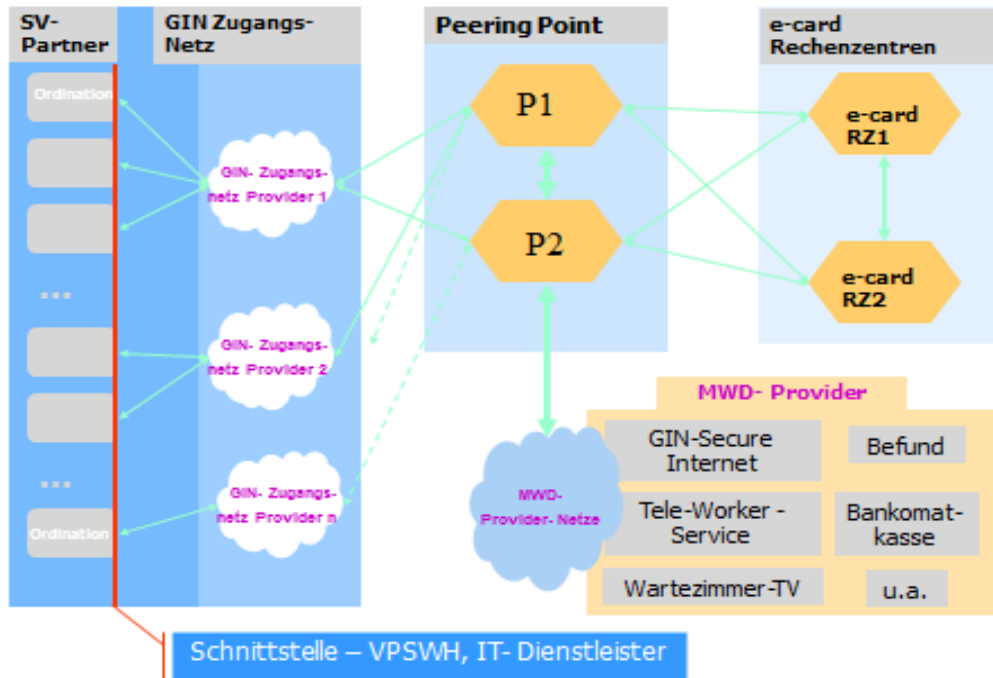 SV-
Partner
GIN Zugangs-
Netz
Peering Point
e-card
Rechenzentren
Ordination
...
...
Ordination
GIN- Zugangs-
netz Provider 1
GIN- Zugangs-
netz Provider 2
GIN- Zugangs-
netz Provider n
P1
P2
e-card
RZ1
e-card
RZ2
MWD-
Provider- Netze
MWD- Provider
GIN-Secure
Internet
Befund
Tele-Worker -
Service
Bankomat-
kasse
Wartezimmer-TV
u.a.
Schnittstelle – VPSWH, IT- Dienstleister